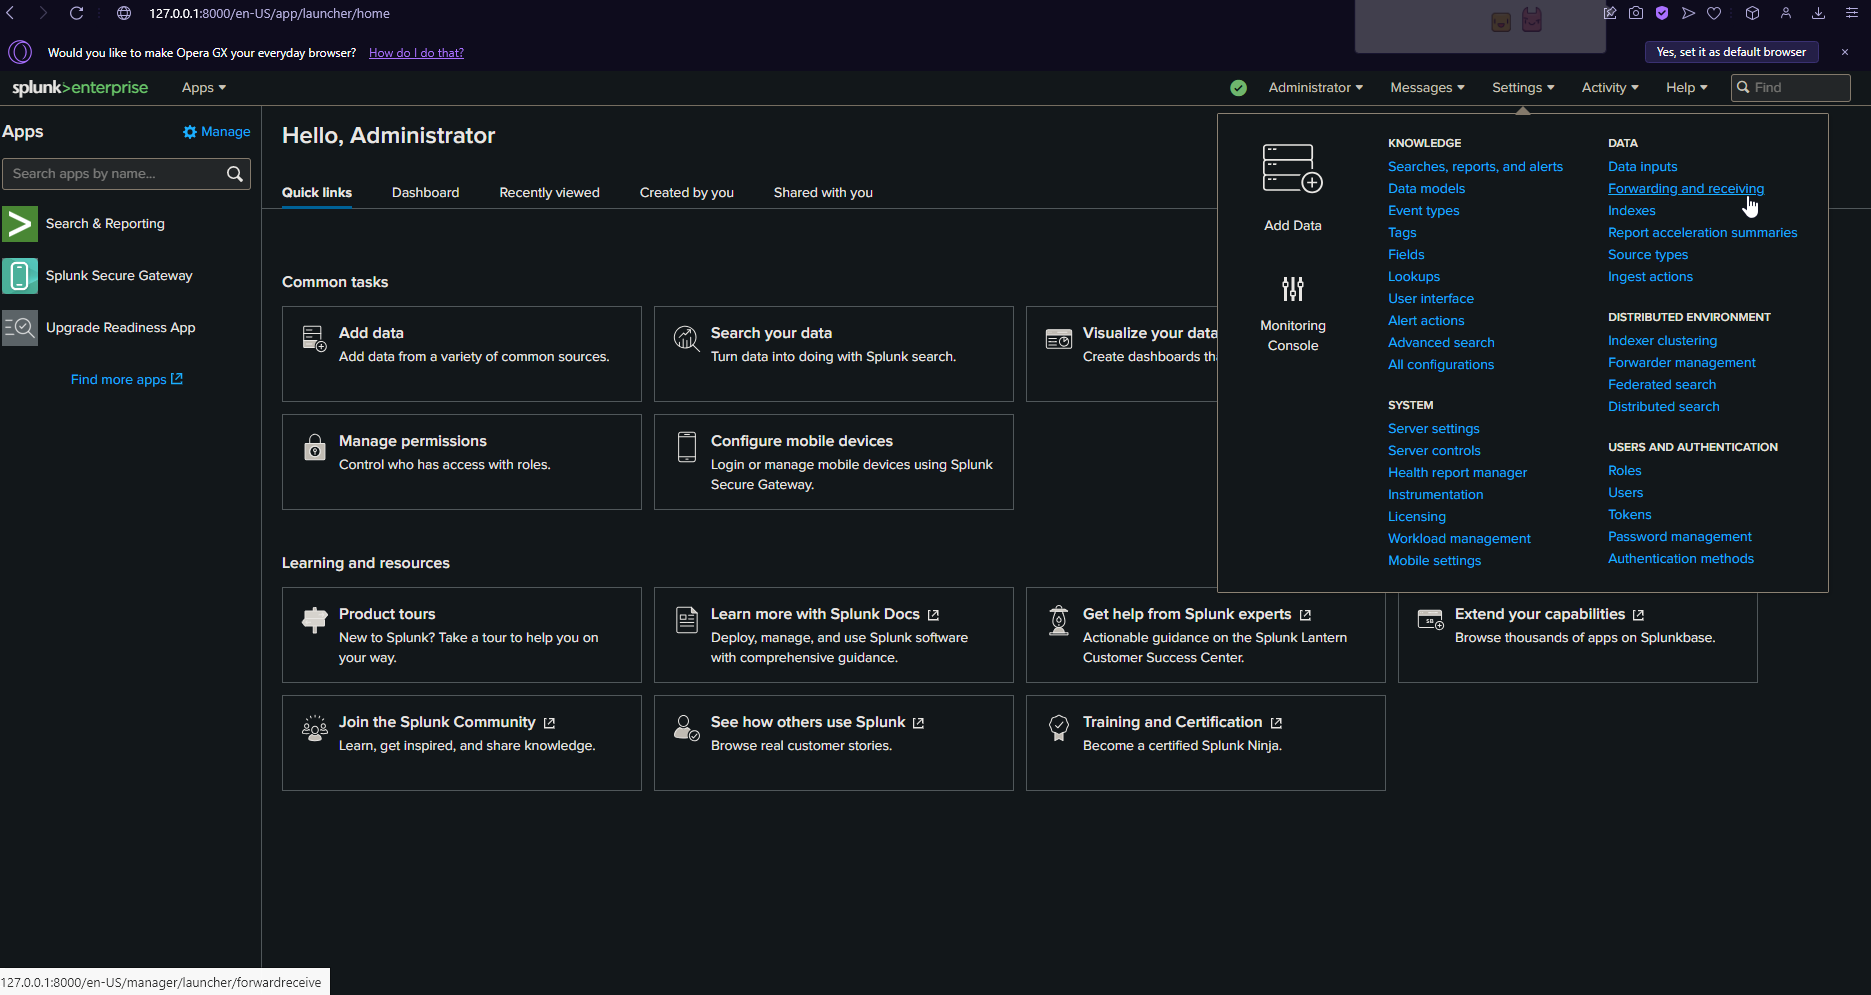 127.0.0.1:8000/en-US/app/launcher/home
Would you like to make Opera GX your everyday browser? How do I do that?
Yes, set it as default browser
splunk>enterprise
Apps
Administrator
Messages
Settings
Activity
Help
Find
Apps
Manage
Search apps by name...
Search & Reporting
Splunk Secure Gateway
Upgrade Readiness App
Find more apps
Hello, Administrator
Quick links
Dashboard
Recently viewed
Created by you
Shared with you
Common tasks
Add data
Add data from a variety of common sources.
Search your data
Turn data into doing with Splunk search.
Visualize your data
Create dashboards
Manage permissions
Control who has access with roles.
Configure mobile devices
Login or manage mobile devices using Splunk
Secure Gateway.
Learning and resources
Product tours
New to Splunk? Take a tour to help you on
your way.
Learn more with Splunk Docs
Deploy, manage, and use Splunk software
with comprehensive guidance.
Get help from Splunk experts
Actionable guidance on the Splunk Lantern
Customer Success Center.
Extend your capabilities
Browse thousands of apps on Splunkbase.
Join the Splunk Community
Learn, get inspired, and share knowledge.
See how others use Splunk
Browse real customer stories.
Training and Certification
Become a certified Splunk Ninja.
Add Data
Monitoring
Console
KNOWLEDGE
Searches, reports, and alerts
Data models
Event types
Tags
Fields
Lookups
User interface
Alert actions
Advanced search
All configurations
SYSTEM
Server settings
Server controls
Health report manager
Instrumentation
Licensing
Workload management
Mobile settings
DATA
Data inputs
Forwarding and receiving
Indexes
Report acceleration summaries
Source types
Ingest actions
DISTRIBUTED ENVIRONMENT
Indexer clustering
Forwarder management
Federated search
Distributed search
USERS AND AUTHENTICATION
Roles
Users
Tokens
Password management
Authentication methods
127.0.0.1:8000/en-US/manager/launcher/forwardreceive